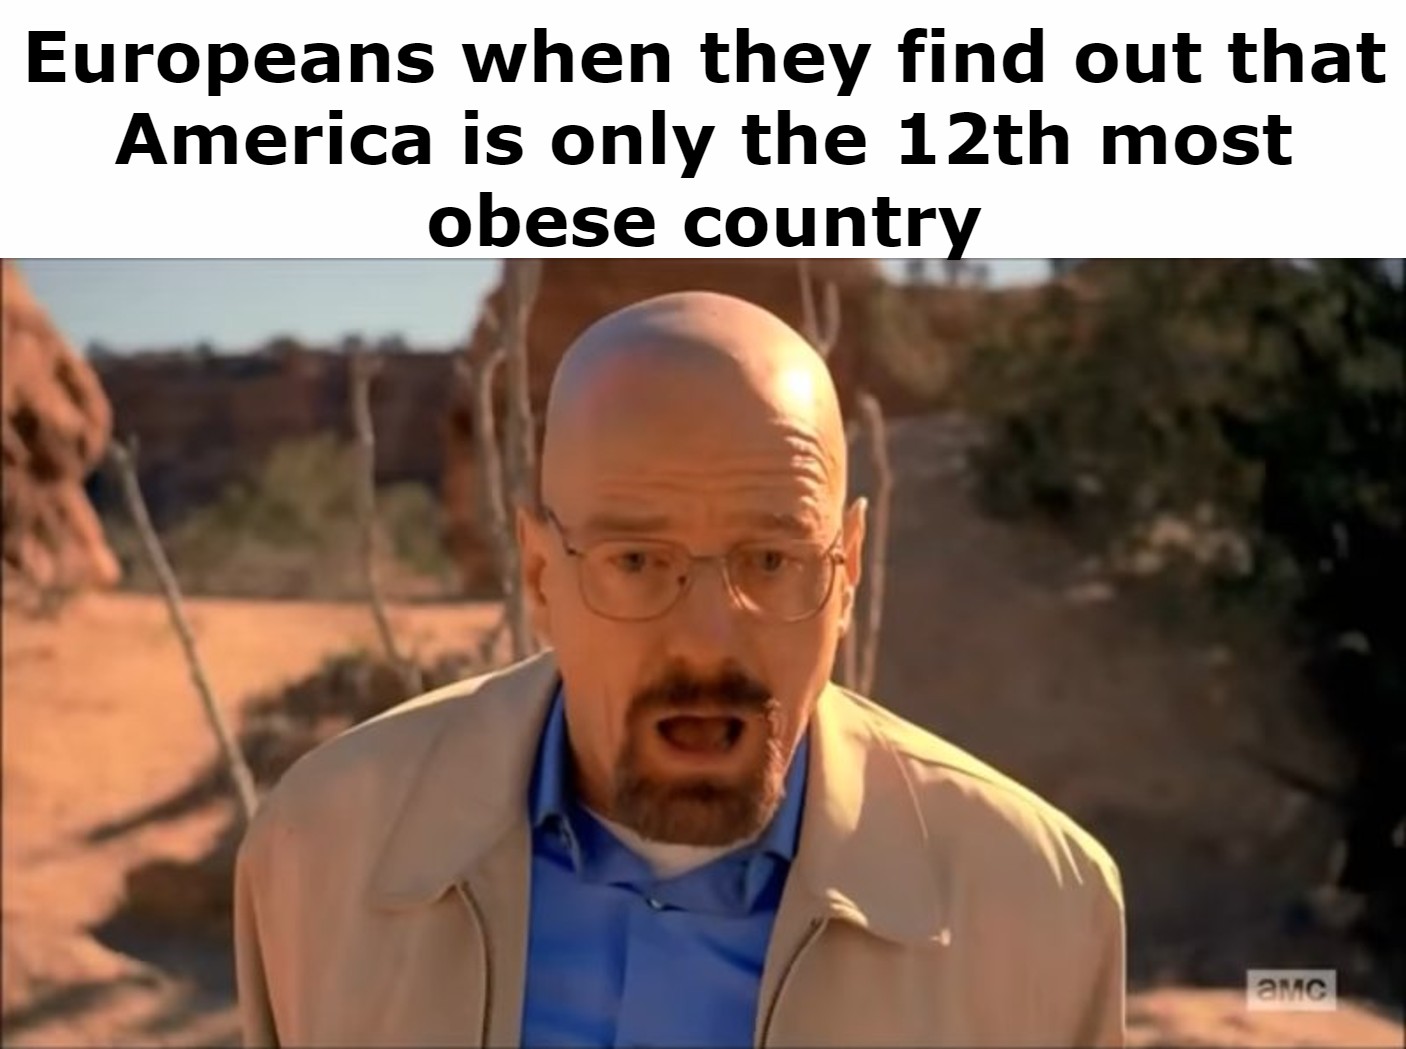 Europeans when they find out that
America is only the 12th most
obese country
amc